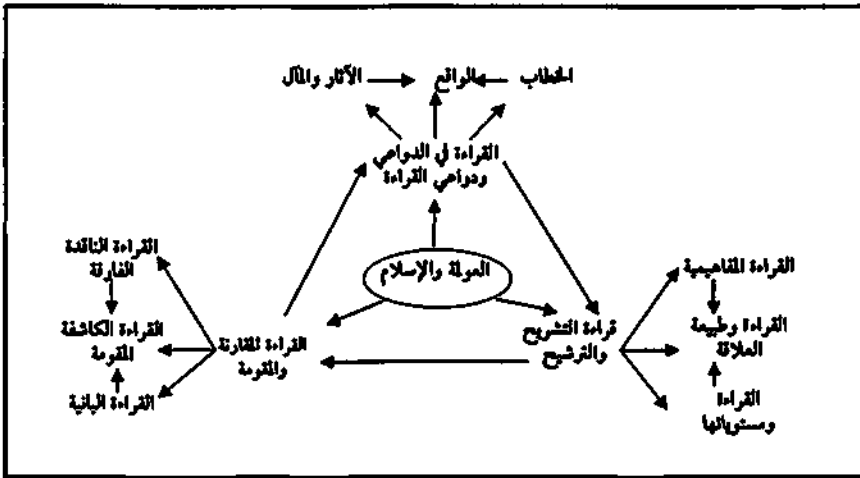 الخطاب
الواقع
الآثار والمآل
القراءة في الدواعي
ودواعي القراءة
العولمة والإسلام
القراءة المفاهيمية
القراءة وطبيعة
العلاقة
القراءة
ومستوياتها
قراءة التشريح
والترشيح
القراءة المقارنة
والمقومة
القراءة الناقدة
الفارقة
القراءة الكاشفة
المقومة
القراءة البيانية